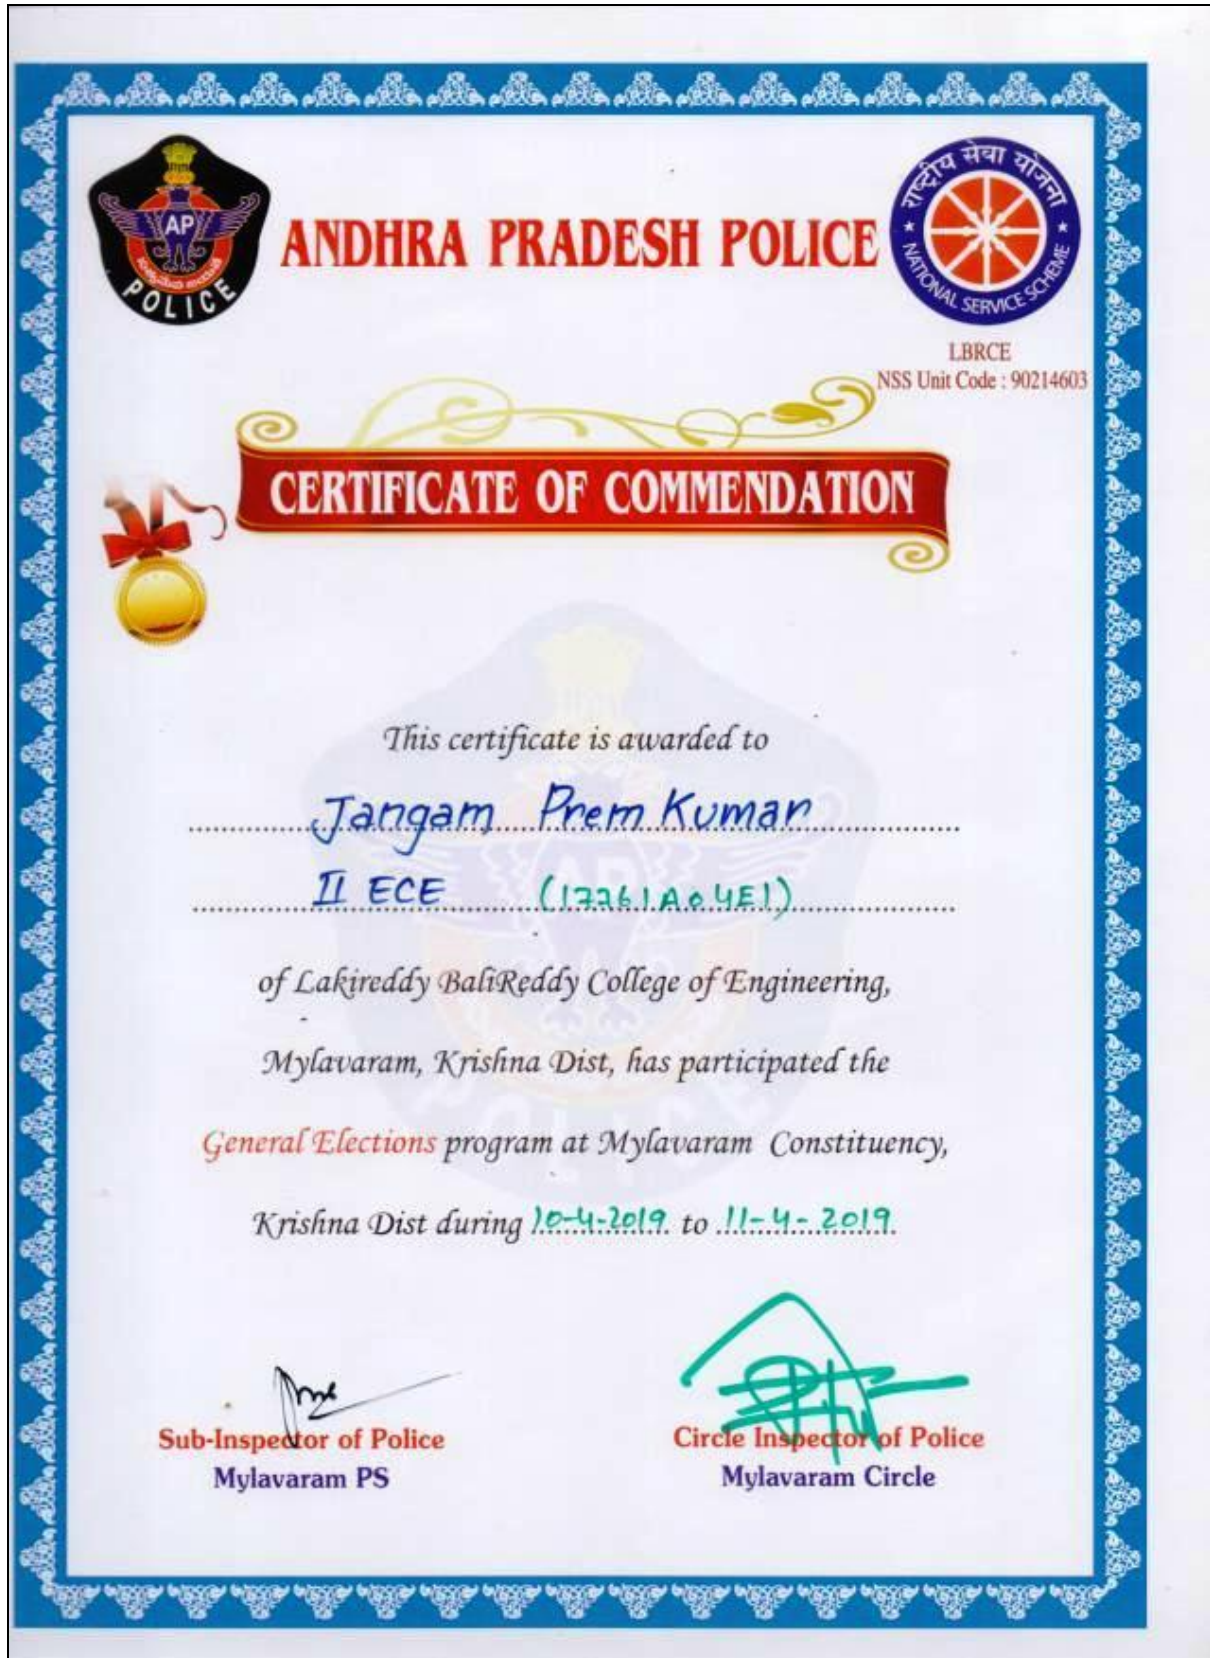 AP
POLICE
ANDHRA PRADESH POLICE
राष्ट्रीय सेवा योजना
NATIONAL SERVICE SCHEME
LBRCE
NSS Unit Code : 90214603
CERTIFICATE OF COMMENDATION
This certificate is awarded to
Jangam Prem Kumar
II ECE (17761A04E1)
of Lakireddy BaliReddy College of Engineering,
Mylavaram, Krishna Dist, has participated the
General Elections program at Mylavaram Constituency,
Krishna Dist during 10-4-2019 to 11-4-2019
Sub-Inspector of Police
Mylavaram PS
Circle Inspector of Police
Mylavaram Circle